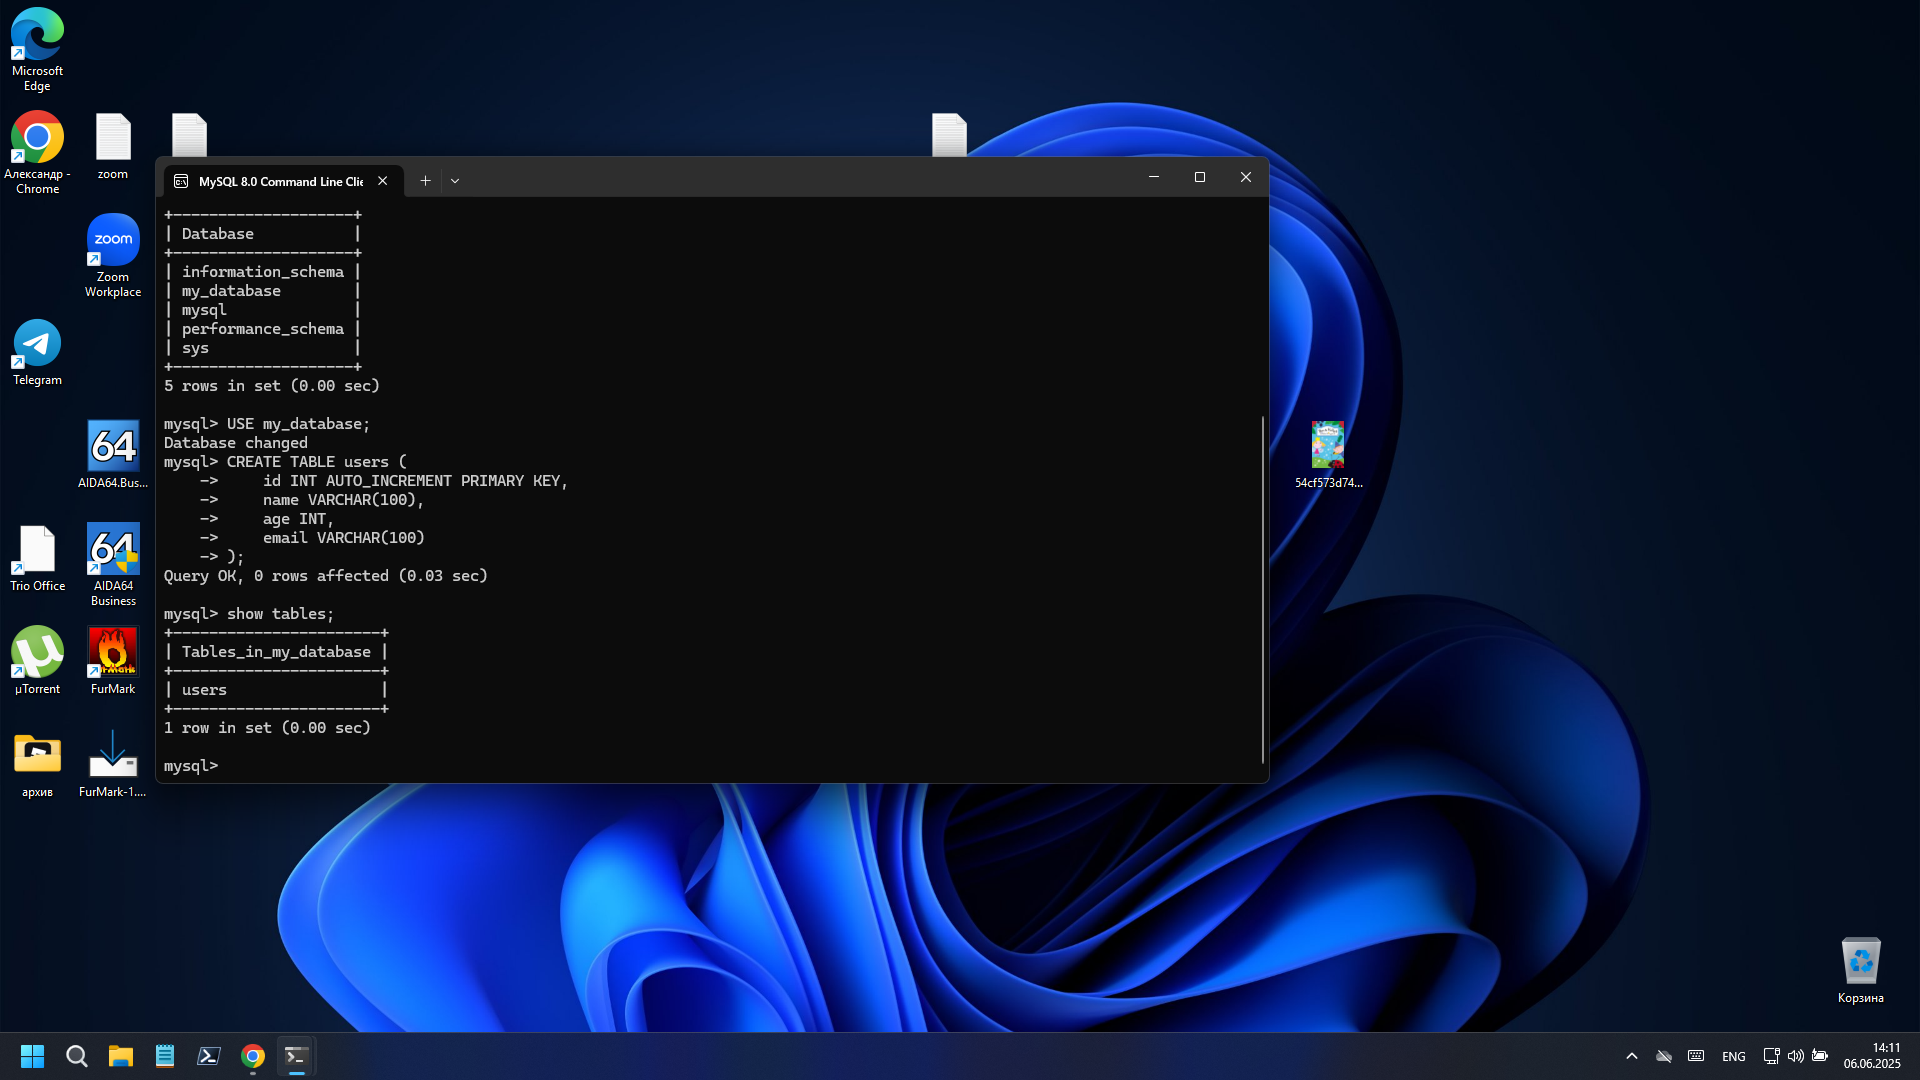 Microsoft
Edge
Александр -
Chrome
zoom
zoom
Zoom
Workplace
Telegram
64
AIDA64.Bus...
Trio Office
64
AIDA64
Business
µTorrent
FurMark
архив
FurMark-1....
MySQL 8.0 Command Line Clie
+--------------------+
| Database           |
+--------------------+
| information_schema |
| my_database        |
| mysql              |
| performance_schema |
| sys                |
+--------------------+
5 rows in set (0.00 sec)
mysql> USE my_database;
Database changed
mysql> CREATE TABLE users (
    ->     id INT AUTO_INCREMENT PRIMARY KEY,
    ->     name VARCHAR(100),
    ->     age INT,
    ->     email VARCHAR(100)
    -> );
Query OK, 0 rows affected (0.03 sec)
mysql> show tables;
+-----------------------+
| Tables_in_my_database |
+-----------------------+
| users                 |
+-----------------------+
1 row in set (0.00 sec)
mysql>
54cf573d74...
Корзина
ENG
14:11
06.06.2025